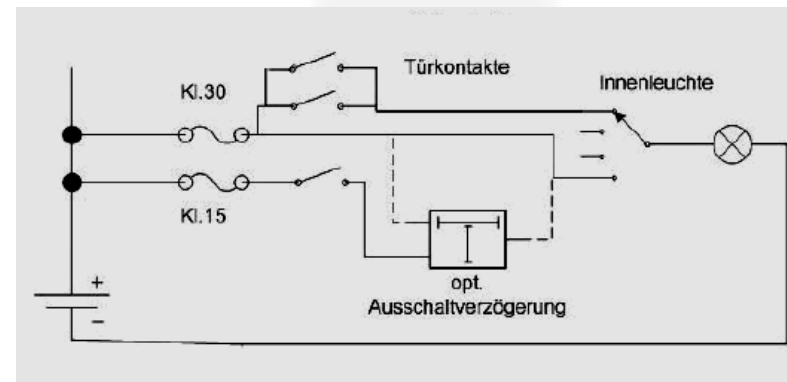 Türkontakte
Innenleuchte
Kl.30
Kl.15
+
−
opt.
Ausschaltverzögerung